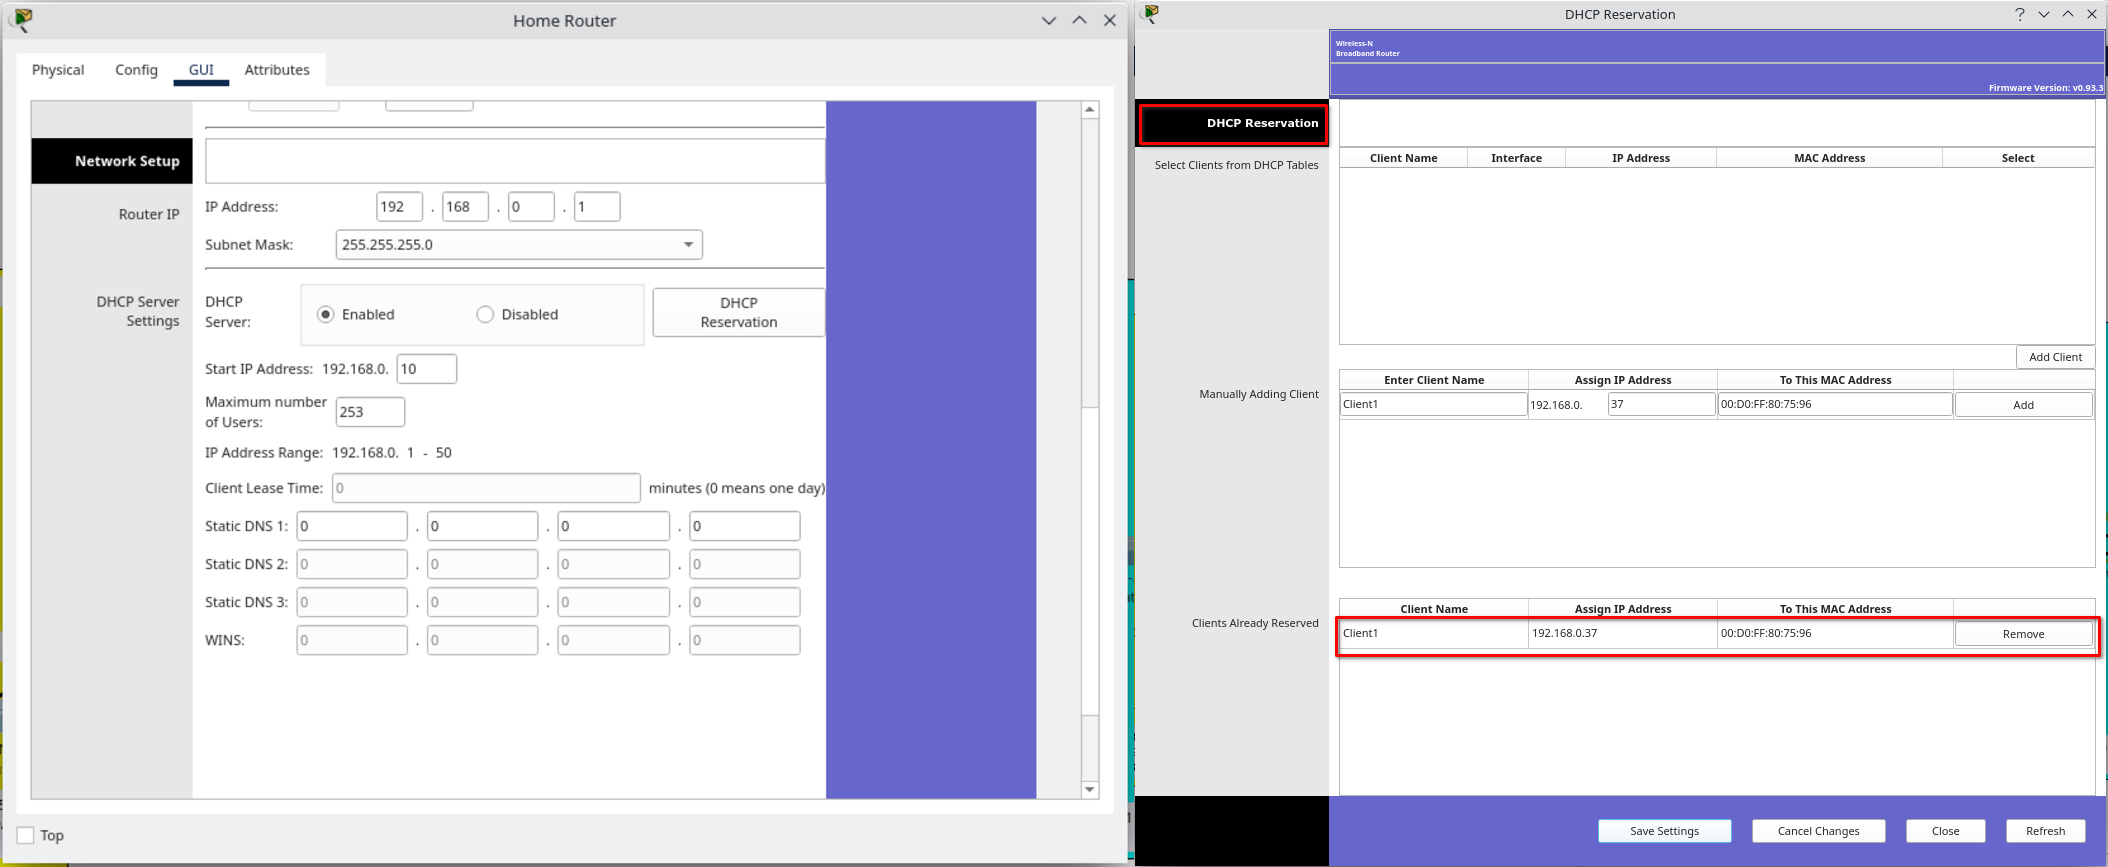 Home Router
Physical Config GUI Attributes
Network Setup
Router IP
IP Address: 192 . 168 . 0 . 1
Subnet Mask: 255.255.255.0
DHCP Server
Settings
DHCP
Server:
Enabled Disabled
DHCP
Reservation
Start IP Address: 192.168.0. 10
Maximum number
of Users: 253
IP Address Range: 192.168.0. 1 - 50
Client Lease Time: 0 minutes (0 means one day)
Static DNS 1: 0 . 0 . 0 . 0
Static DNS 2: 0 . 0 . 0 . 0
Static DNS 3: 0 . 0 . 0 . 0
WINS: 0 . 0 . 0 . 0
Top
DHCP Reservation
Wireless-N
Broadband Router
Firmware Version: v0.93.3
DHCP Reservation
Select Clients from DHCP Tables
Client Name Interface IP Address MAC Address Select
Add Client
Manually Adding Client
Enter Client Name Assign IP Address To This MAC Address
Client1 192.168.0. 37 00:D0:FF:80:75:96 Add
Clients Already Reserved
Client Name Assign IP Address To This MAC Address
Client1 192.168.0.37 00:D0:FF:80:75:96 Remove
Save Settings Cancel Changes Close Refresh